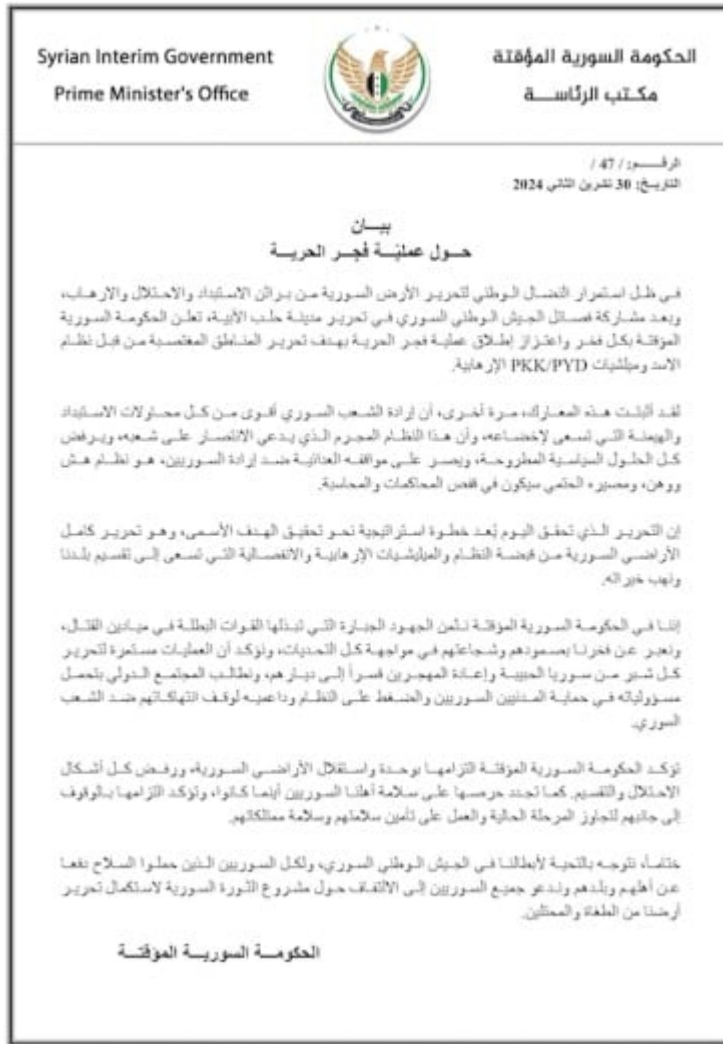 Syrian Interim Government
Prime Minister's Office
الحكومة السورية المؤقتة
مكتب الرئاسة
الرقم: / 47 /
التاريخ: 30 تشرين الثاني 2024
بيان
حول عمليّة فجر الحرية
في ظل استمرار النضال الوطني لتحرير الأرض السورية من براثن الاستبداد والاحتلال والارهاب،
وبعد مشاركة فصائل الجيش الوطني السوري في تحرير مدينة حلب الأبية، تعلن الحكومة السورية
المؤقتة بكل فخر واعتزاز إطلاق عملية فجر الحرية بهدف تحرير المناطق المغتصبة من قبل نظام
الاسد وميلشيات PKK/PYD الإرهابية.
لقد أثبتت هذه المعارك، مرة أخرى، أن إرادة الشعب السوري أقوى من كل محاولات الاستبداد
والهيمنة التي تسعى لإخضاعه، وأن هذا النظام المجرم الذي يدعي الانتصار على شعبه، ويرفض
كل الحلول السياسية المطروحة، ويصر على مواقفه العدائية ضد إرادة السوريين، هو نظام هش
ووهن، ومصيره الحتمي سيكون في قفص المحاكمات والمحاسبة.
إن التحرير الذي تحقق اليوم يُعد خطوة استراتيجية نحو تحقيق الهدف الأسمى، وهو تحرير كامل
الأراضي السورية من قبضة النظام والميليشيات الإرهابية والانفصالية التي تسعى إلى تقسيم بلدنا
ونهب خيراته.
إننا في الحكومة السورية المؤقتة نثمن الجهود الجبارة التي تبذلها القوات البطلة في ميادين القتال،
ونعبر عن فخرنا بصمودهم وشجاعتهم في مواجهة كل التحديات، ونؤكد أن العمليات مستمرة لتحرير
كل شبر من سوريا الحبيبة وإعادة المهجرين قسراً إلى ديارهم، ونطالب المجتمع الدولي بتحمل
مسؤولياته في حماية المدنيين السوريين والضغط على النظام وداعميه لوقف انتهاكاتهم ضد الشعب
السوري.
تؤكد الحكومة السورية المؤقتة التزامها بوحدة واستقلال الأراضي السورية، ورفض كل أشكال
الاحتلال والتقسيم. كما تجدد حرصها على سلامة أهلنا السوريين أينما كانوا، وتؤكد التزامها بالوقوف
إلى جانبهم لتجاوز المرحلة الحالية والعمل على تأمين سلامتهم وسلامة ممتلكاتهم.
ختاماً، نتوجه بالتحية لأبطالنا في الجيش الوطني السوري، ولكل السوريين الذين حملوا السلاح دفعا
عن أهلهم وبلدهم وندعو جميع السوريين إلى الالتفاف حول مشروع الثورة السورية لاستكمال تحرير
أرضنا من الطغاة والمحتلين.
الحكومة السورية المؤقتة